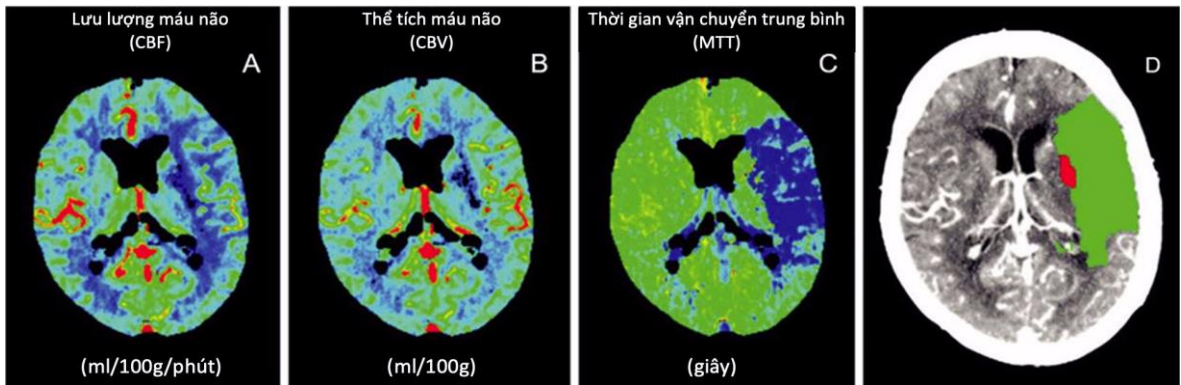 Lưu lượng máu não
(CBF)
A
(ml/100g/phút)
Thể tích máu não
(CBV)
B
(ml/100g)
Thời gian vận chuyển trung bình
(MTT)
C
(giây)
D